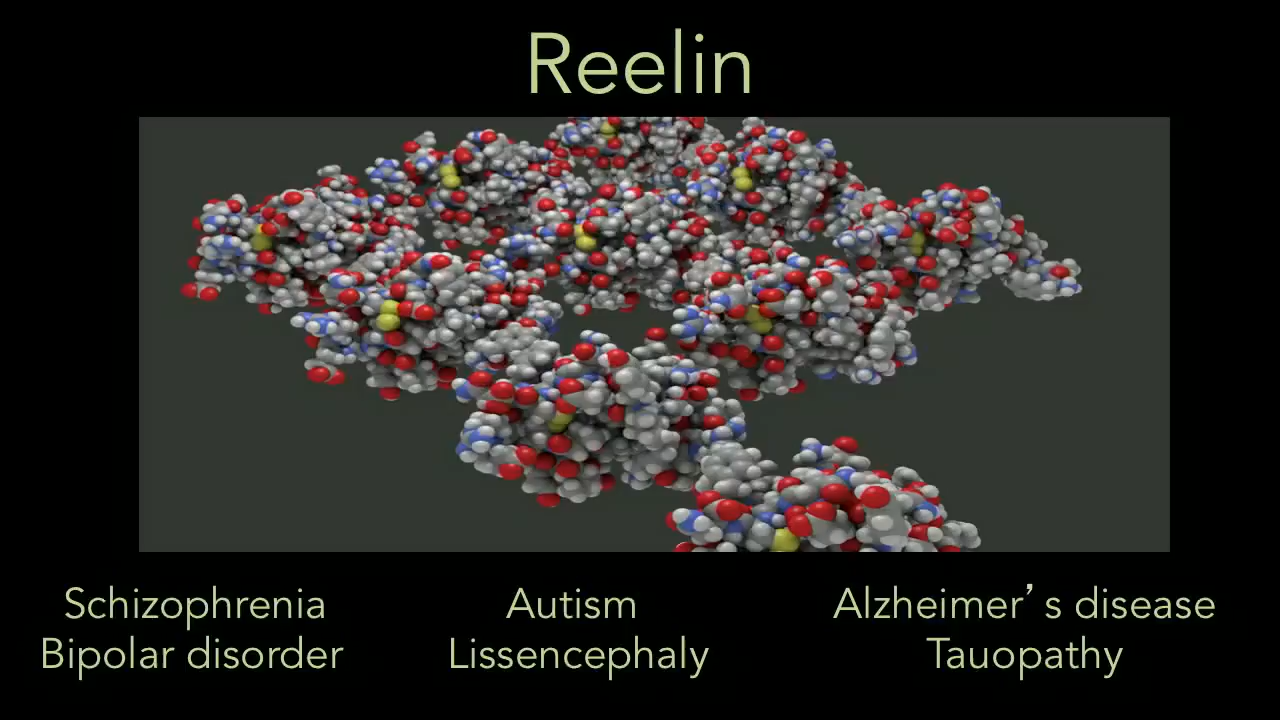 Reelin
Schizophrenia
Bipolar disorder
Autism
Lissencephaly
Alzheimer’s disease
Tauopathy